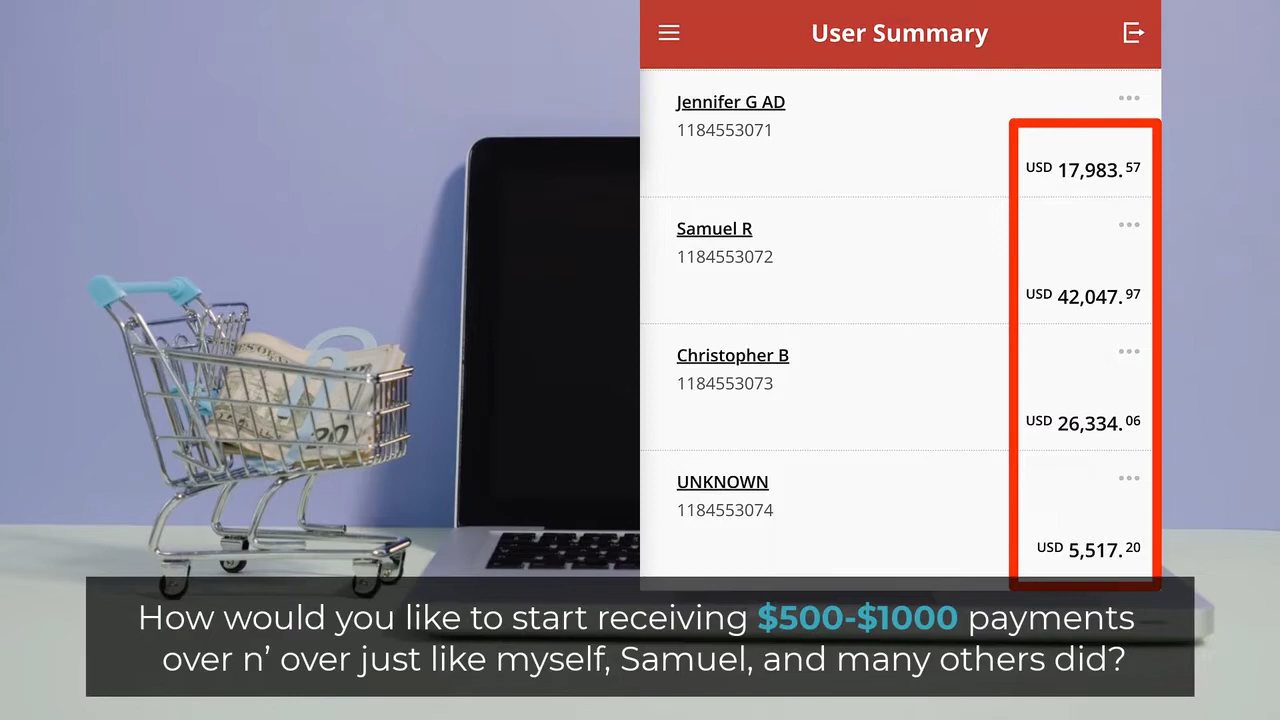 User Summary
Jennifer G AD
1184553071
USD 17,983.57
Samuel R
1184553072
USD 42,047.97
Christopher B
1184553073
USD 26,334.06
UNKNOWN
1184553074
USD 5,517.20
20
How would you like to start receiving $500-$1000 payments
over n’ over just like myself, Samuel, and many others did?